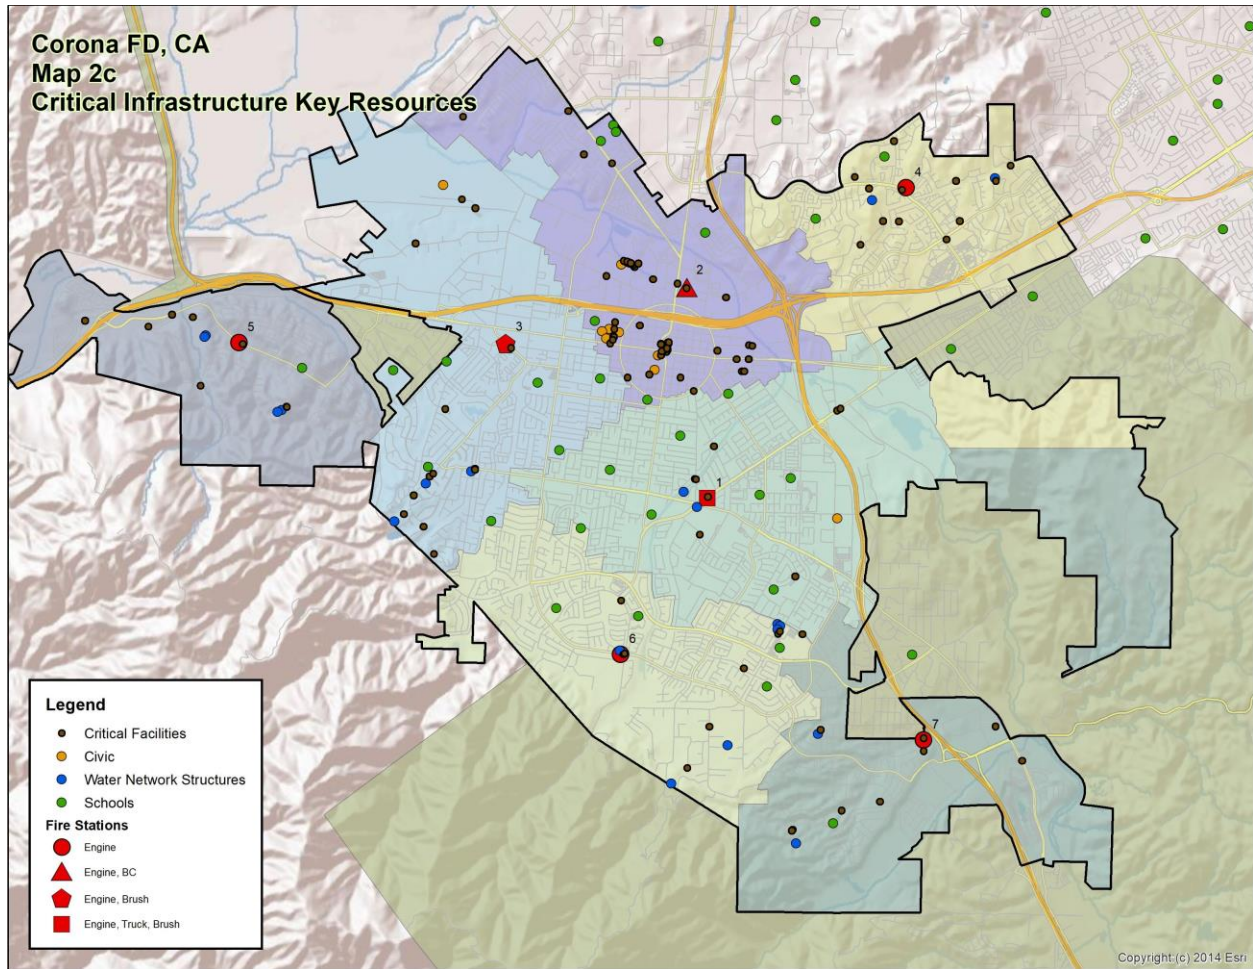 Corona FD, CA
Map 2c
Critical Infrastructure Key Resources
4
2
3
5
1
6
7
Legend
Critical Facilities
Civic
Water Network Structures
Schools
Fire Stations
Engine
Engine, BC
Engine, Brush
Engine, Truck, Brush
Copyright (c) 2014 Esri